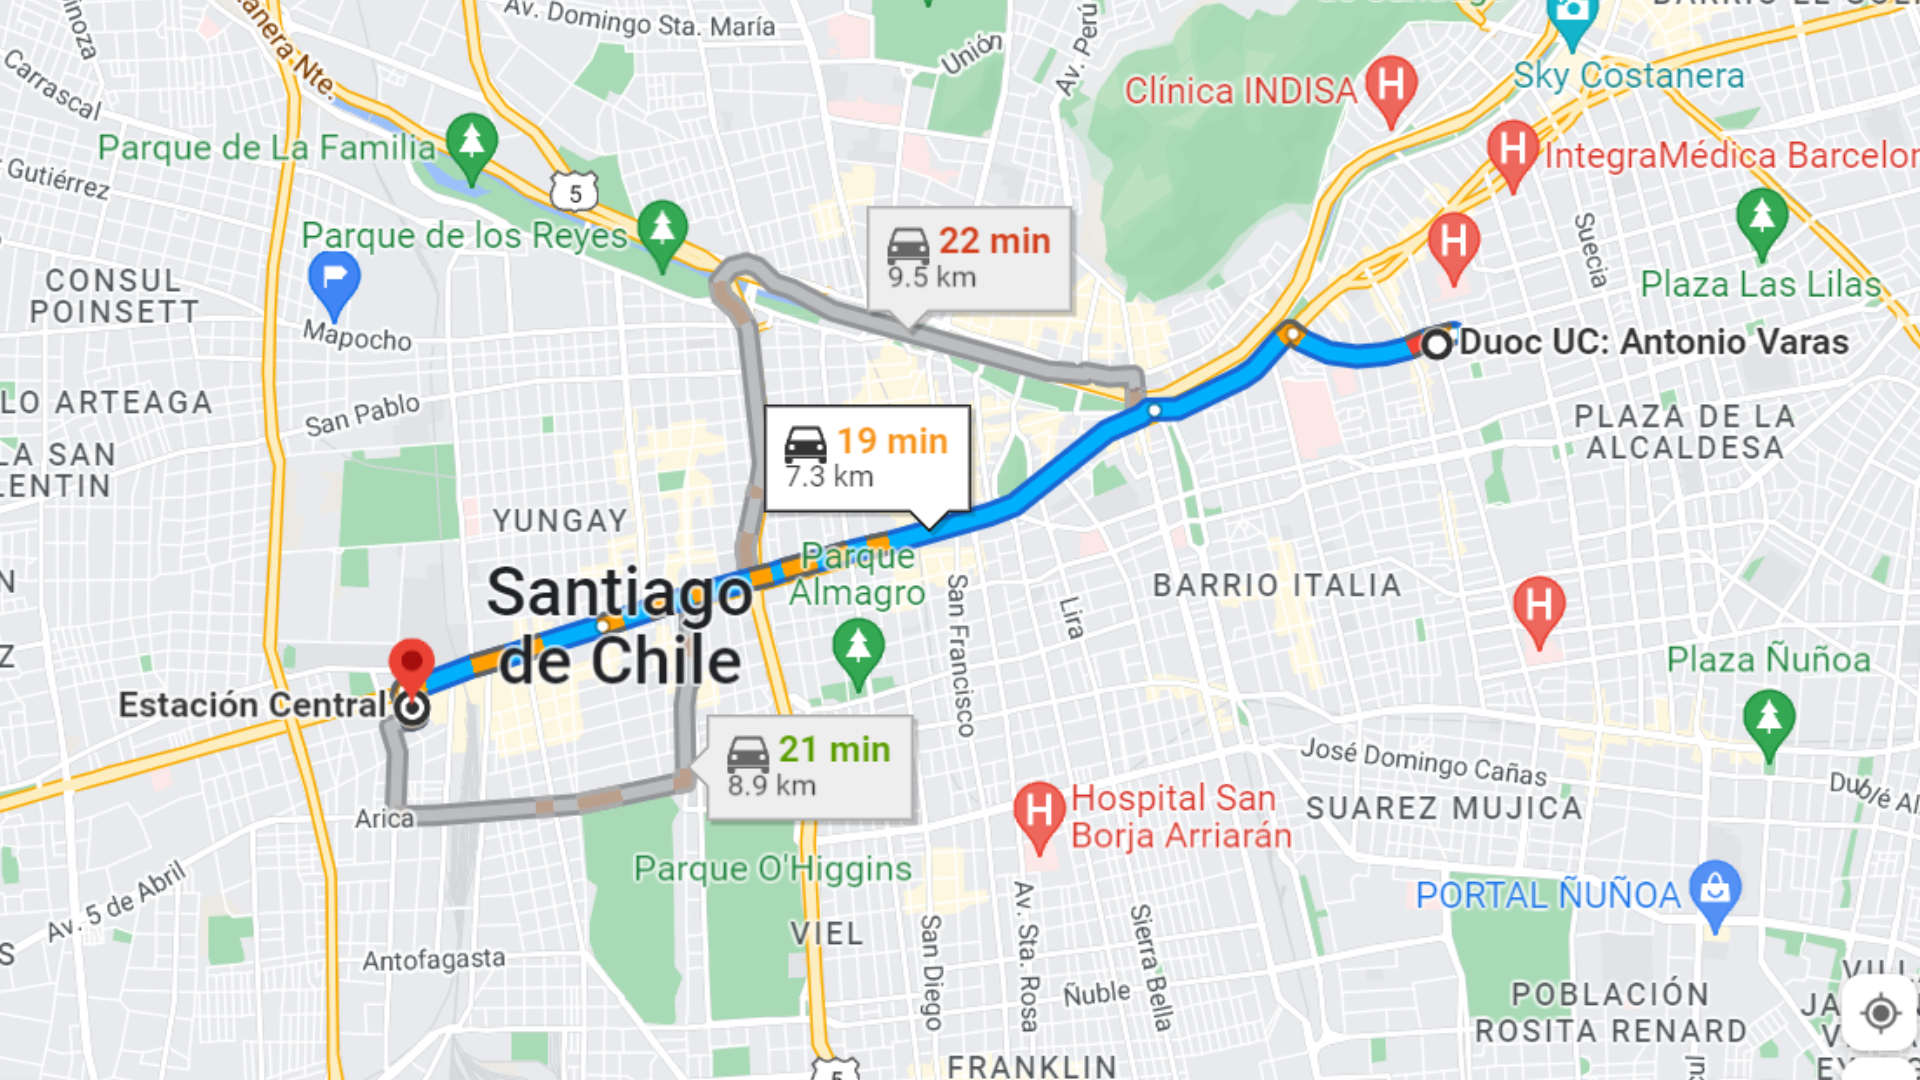 Av. Domingo Sta. María
Unión
Av. Perú
Carrascal
Nte.
Gutiérrez
Parque de La Familia
5
Parque de los Reyes
CONSUL
POINSETT
Mapocho
Clínica INDISA
H
Sky Costanera
H
IntegraMédica
H
Suecia
Plaza Las Lilas
22 min
9.5 km
Duoc UC: Antonio Varas
LO ARTEAGA
San Pablo
LA SAN
PLAZA DE LA
ALCALDESA
19 min
7.3 km
YUNGAY
Parque
Almagro
Santiago
de Chile
San Francisco
Lira
BARRIO ITALIA
H
Plaza Ñuñoa
Estación Central
21 min
8.9 km
José Domingo Cañas
Dublé
SUAREZ MUJICA
Arica
H
Hospital San
Borja Arriarán
Parque O'Higgins
Av. 5 de Abril
VIEL
PORTAL ÑUÑOA
Antofagasta
San Diego
Av. Sta. Rosa
Sierra Bella
Ñuble
POBLACIÓN
ROSITA RENARD
FRANKLIN
5